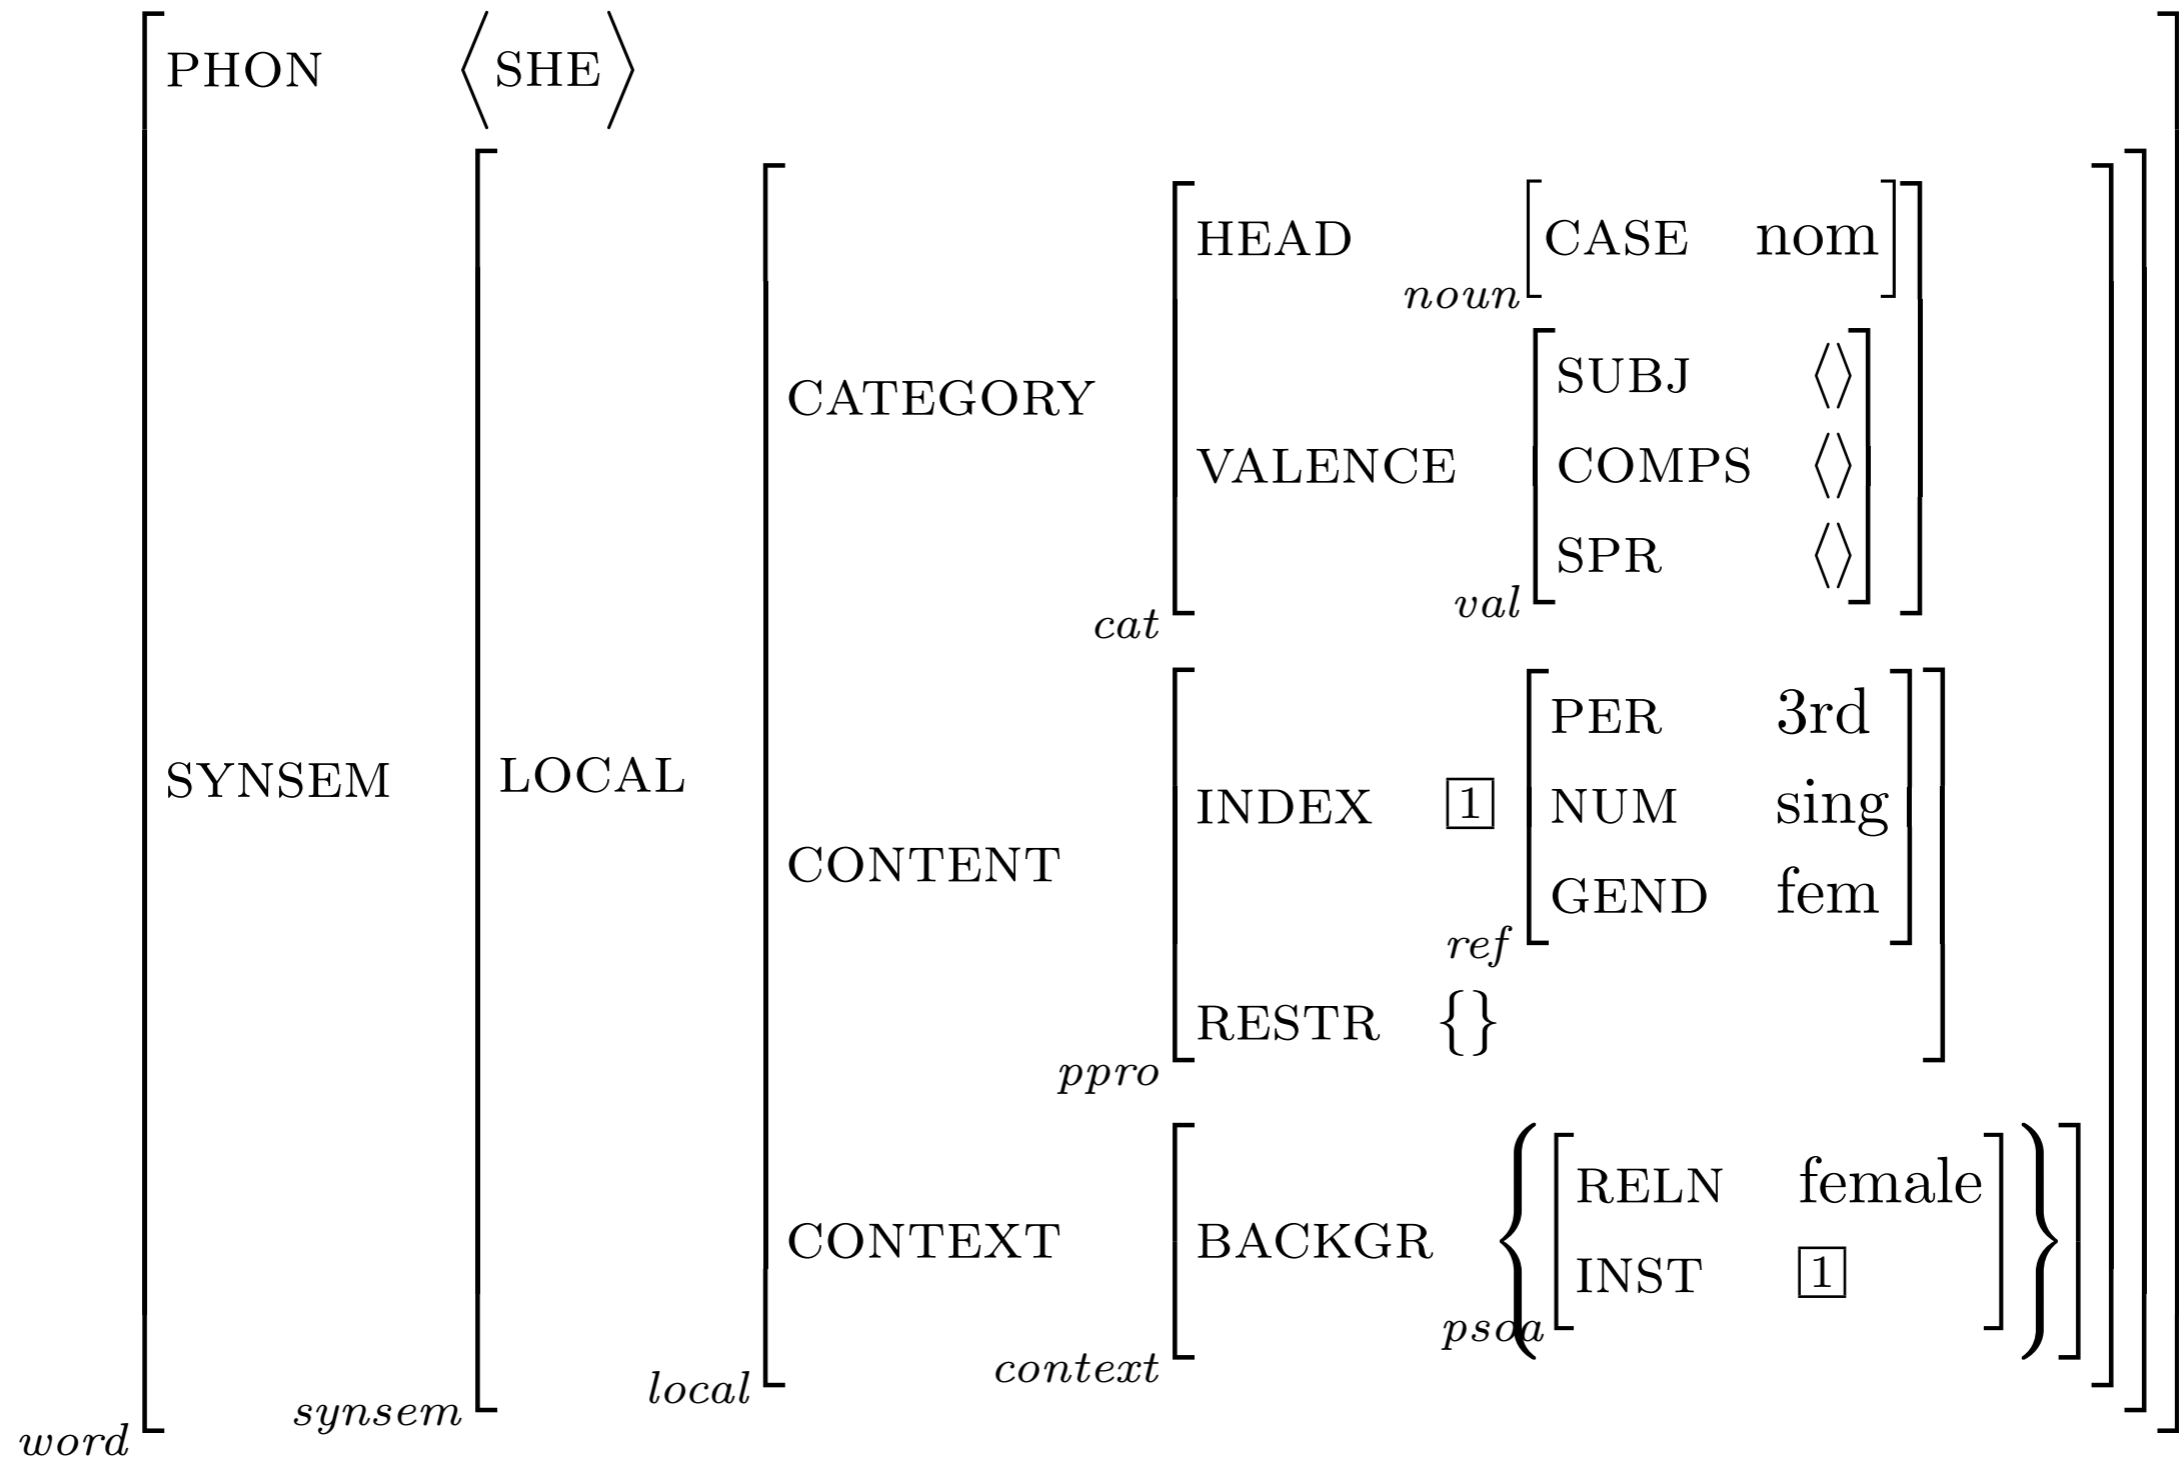 PHON ⟨SHE⟩
HEAD noun[CASE nom]
SUBJ ⟨⟩
CATEGORY
VALENCE COMPS ⟨⟩
SPR ⟨⟩
val
cat
PER 3rd
SYNSEM LOCAL
INDEX 1 NUM sing
CONTENT
GEND fem
ref
RESTR {}
ppro
RELN female
CONTEXT BACKGR
INST 1
psoa
context
local
synsem
word